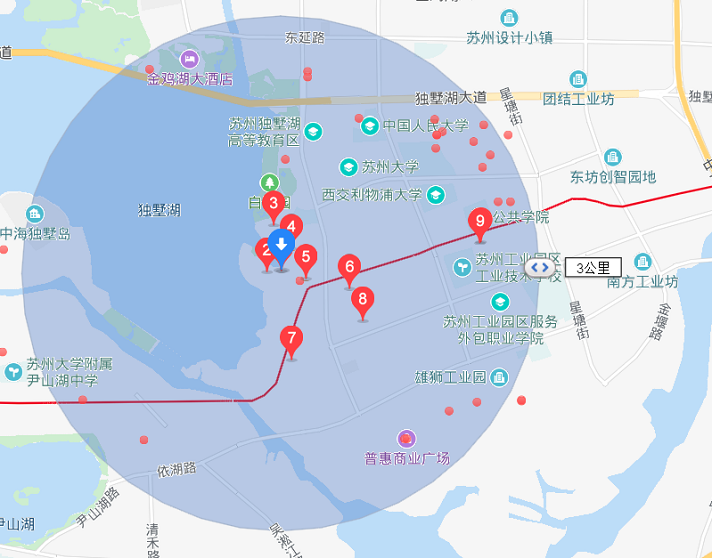 东延路
苏州设计小镇
道
金鸡湖大酒店
独墅湖大道
星塘街
团结工业坊
独墅
苏州独墅湖
高等教育区
中国人民大学
苏州大学
东坊创智园地
西交利物浦大学
自
园
独墅湖
3
4
9
公共学院
中海独墅岛
2
5
6
苏州工业园区
工业技术学校
3公里
南方工业坊
8
苏州工业园区服务
外包职业学院
星塘街
金堰路
7
苏州大学附属
尹山湖中学
雄狮工业园
普惠商业广场
依湖路
尹山湖路
尹山湖
清禾路
吴淞江